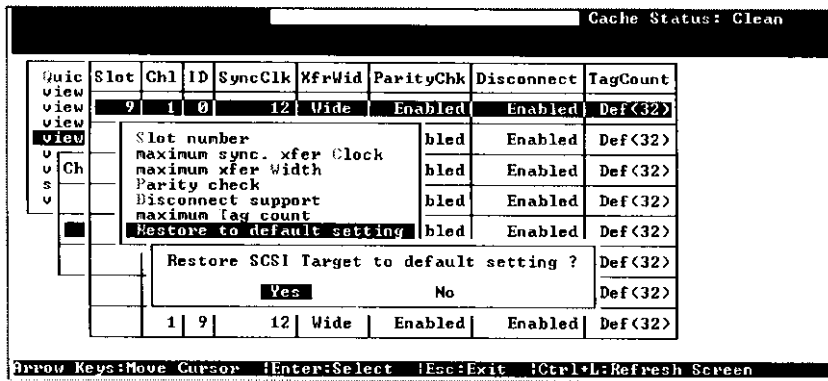 Cache Status: Clean
Quic Slot Chl ID SyncClk XfrWid ParityChk Disconnect TagCount
view
view 9 1 0 12 Wide Enabled Enabled Def(32)
view
view Slot number bled Enabled Def(32)
v maximum sync. xfer Clock
v Ch maximum xfer Width bled Enabled Def(32)
s Parity check
v Disconnect support bled Enabled Def(32)
maximum Tag count
Restore to default setting bled Enabled Def(32)
Restore SCSI Target to default setting ? Def(32)
Yes No Def(32)
1 9 12 Wide Enabled Enabled Def(32)
Arrow Keys:Move Cursor |Enter:Select |Esc:Exit |Ctrl+L:Refresh Screen